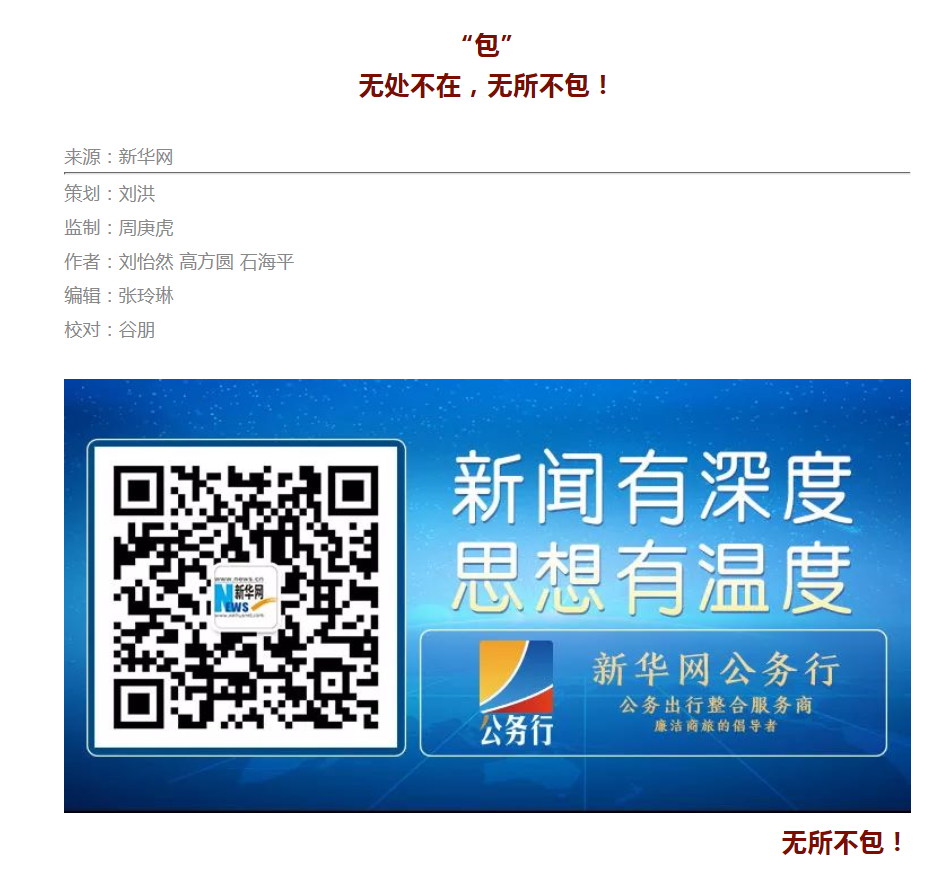 “包”
无处不在，无所不包！
来源：新华网
策划：刘洪
监制：周庚虎
作者：刘怡然 高方圆 石海平
编辑：张玲琳
校对：谷朋
新闻有深度
思想有温度
www.news.cn
新华网
NEWS
www.xinhuanet.com
公务行
新华网公务行
公务出行整合服务商
廉洁商旅的倡导者
无所不包！